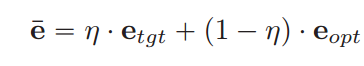 ē = η · e_tgt + (1 − η) · e_opt